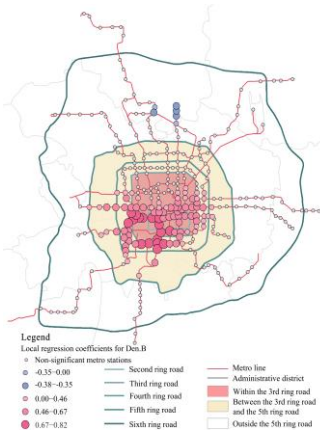 Legend
Local regression coefficients for Den.B
Non-significant metro stations
-0.35–0.00
-0.38–-0.35
0.00–0.46
0.46–0.67
0.67–0.82
Second ring road
Third ring road
Fourth ring road
Fifth ring road
Sixth ring road
Metro line
Administrative district
Within the 3rd ring road
Between the 3rd ring road
and the 5th ring road
Outside the 5th ring road